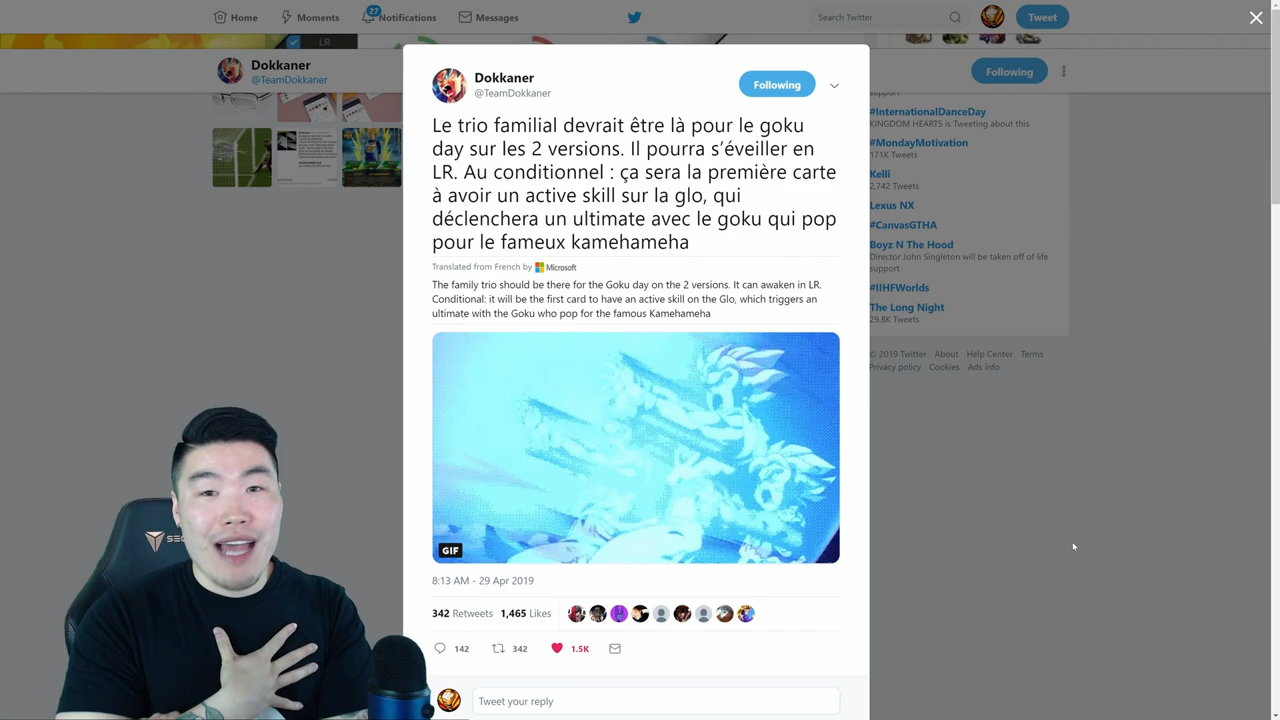 Home
Moments
27
Notifications
Messages
Search Twitter
Tweet
LR
Dokkaner
@TeamDokkaner
Following
Dokkaner
@TeamDokkaner
Following
Le trio familial devrait être là pour le goku
day sur les 2 versions. Il pourra s'éveiller en
LR. Au conditionnel : ça sera la première carte
à avoir un active skill sur la glo, qui
déclenchera un ultimate avec le goku qui pop
pour le fameux kamehameha
Translated from French by Microsoft
The family trio should be there for the Goku day on the 2 versions. It can awaken in LR.
Conditional: it will be the first card to have an active skill on the Glo, which triggers an
ultimate with the Goku who pop for the famous Kamehameha
GIF
8:13 AM - 29 Apr 2019
342 Retweets 1,465 Likes
142
342
1.5K
Tweet your reply
support
#InternationalDanceDay
KINGDOM HEARTS is Tweeting about this
#MondayMotivation
171K Tweets
Kelli
2,742 Tweets
Lexus NX
#CanvasGTHA
Boyz N The Hood
Director John Singleton will be taken off of life
support
#IIHFWorlds
The Long Night
29.8K Tweets
© 2019 Twitter About Help Center Terms
Privacy policy Cookies Ads info